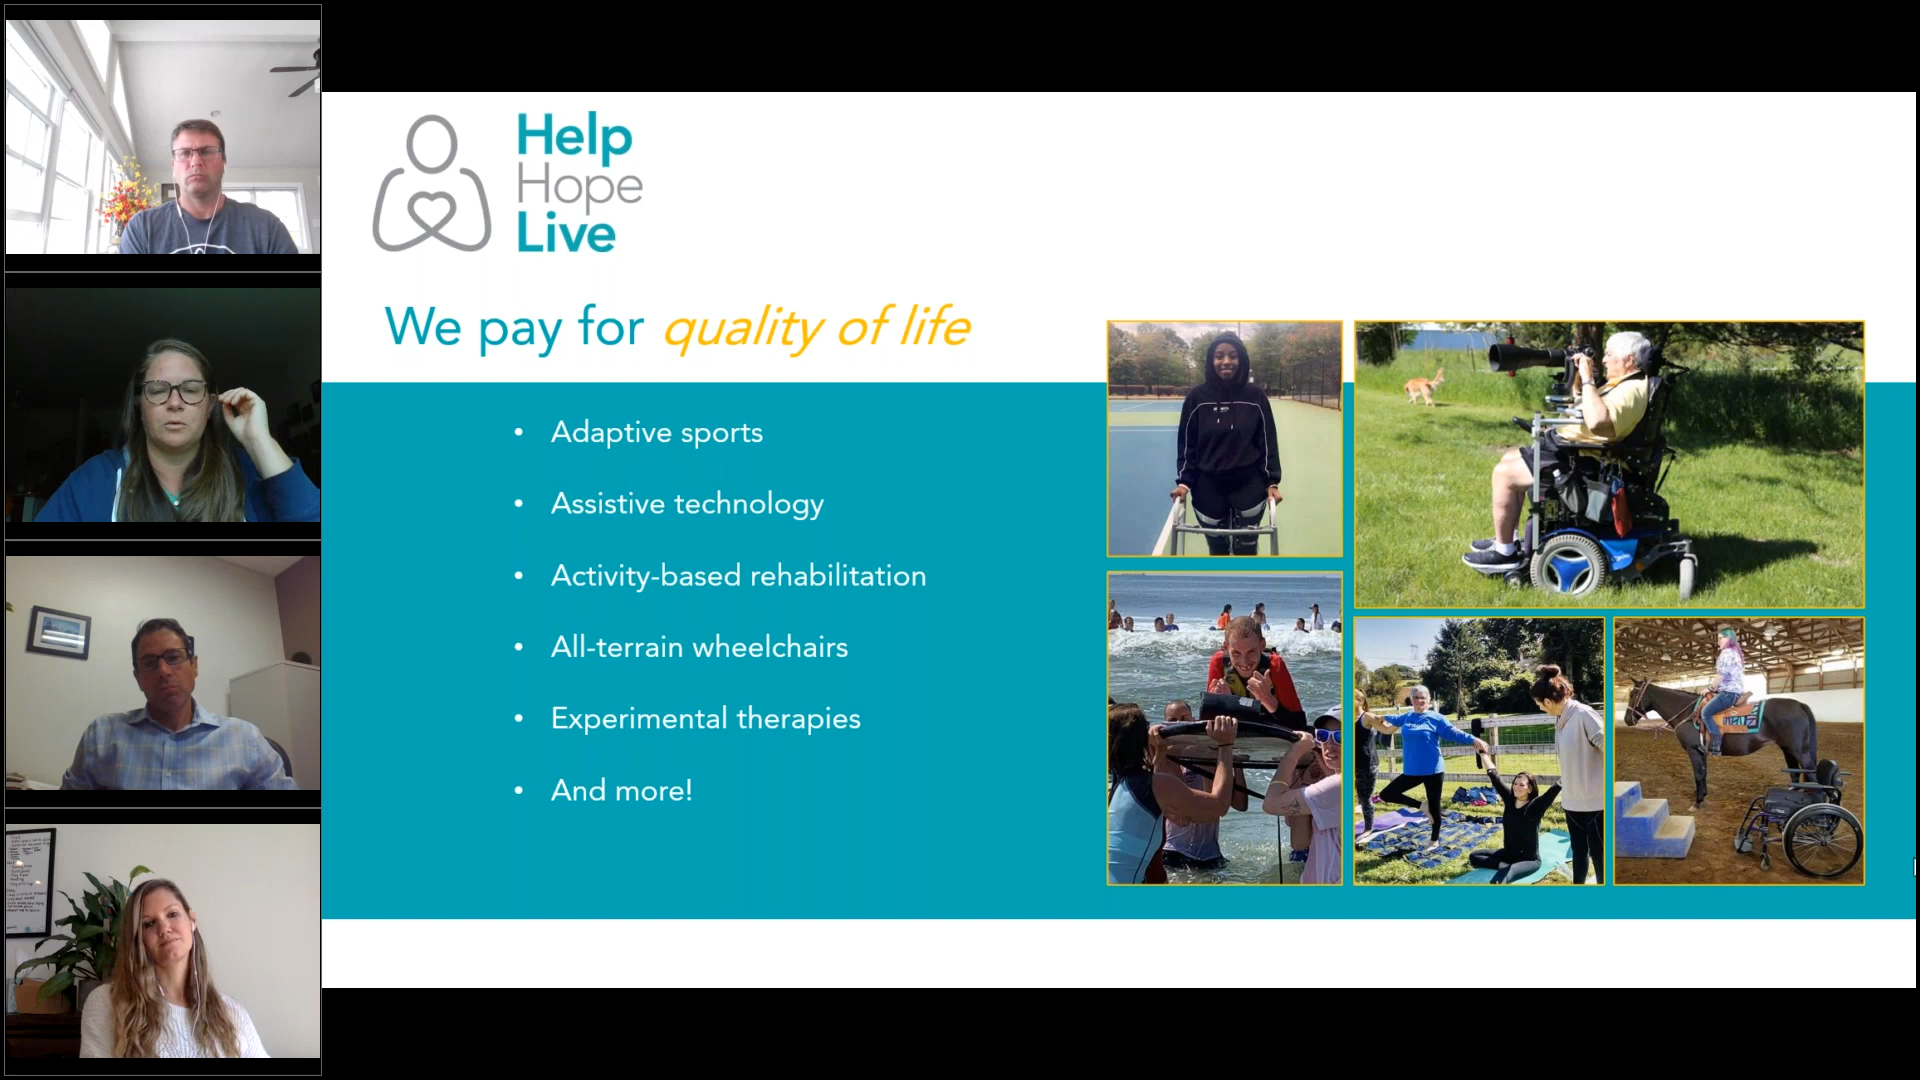 Help
Hope
Live
We pay for quality of life
• Adaptive sports
• Assistive technology
• Activity-based rehabilitation
• All-terrain wheelchairs
• Experimental therapies
• And more!